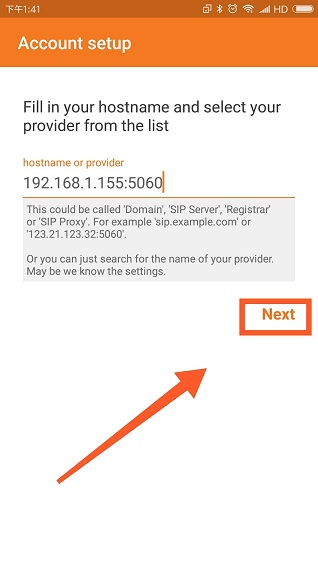 下午1:41
HD
Account setup
Fill in your hostname and select your
provider from the list
hostname or provider
192.168.1.155:5060
This could be called 'Domain', 'SIP Server', 'Registrar'
or 'SIP Proxy'. For example 'sip.example.com' or
'123.21.123.32:5060'.
Or you can just search for the name of your provider.
May be we know the settings.
Next